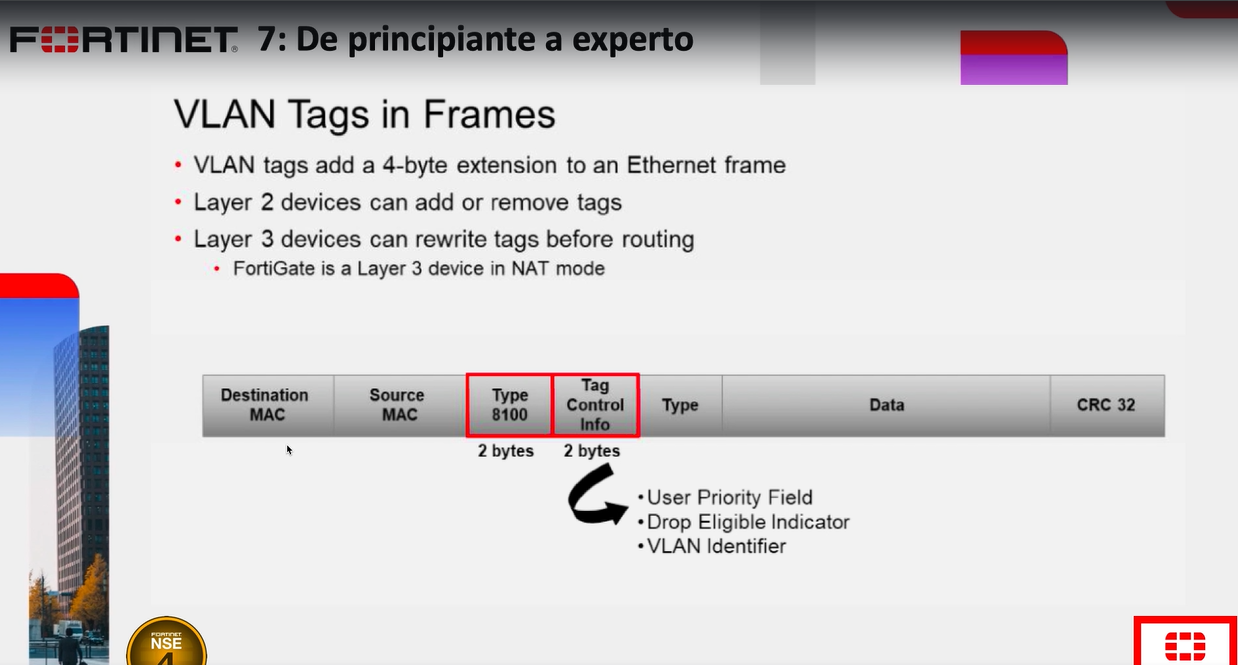 FORTINET® 7: De principiante a experto
VLAN Tags in Frames
• VLAN tags add a 4-byte extension to an Ethernet frame
• Layer 2 devices can add or remove tags
• Layer 3 devices can rewrite tags before routing
• FortiGate is a Layer 3 device in NAT mode
Destination
MAC
Source
MAC
Type
8100
Tag
Control
Info
Type
Data
CRC 32
2 bytes
2 bytes
•User Priority Field
•Drop Eligible Indicator
•VLAN Identifier
FORTINET
NSE
4